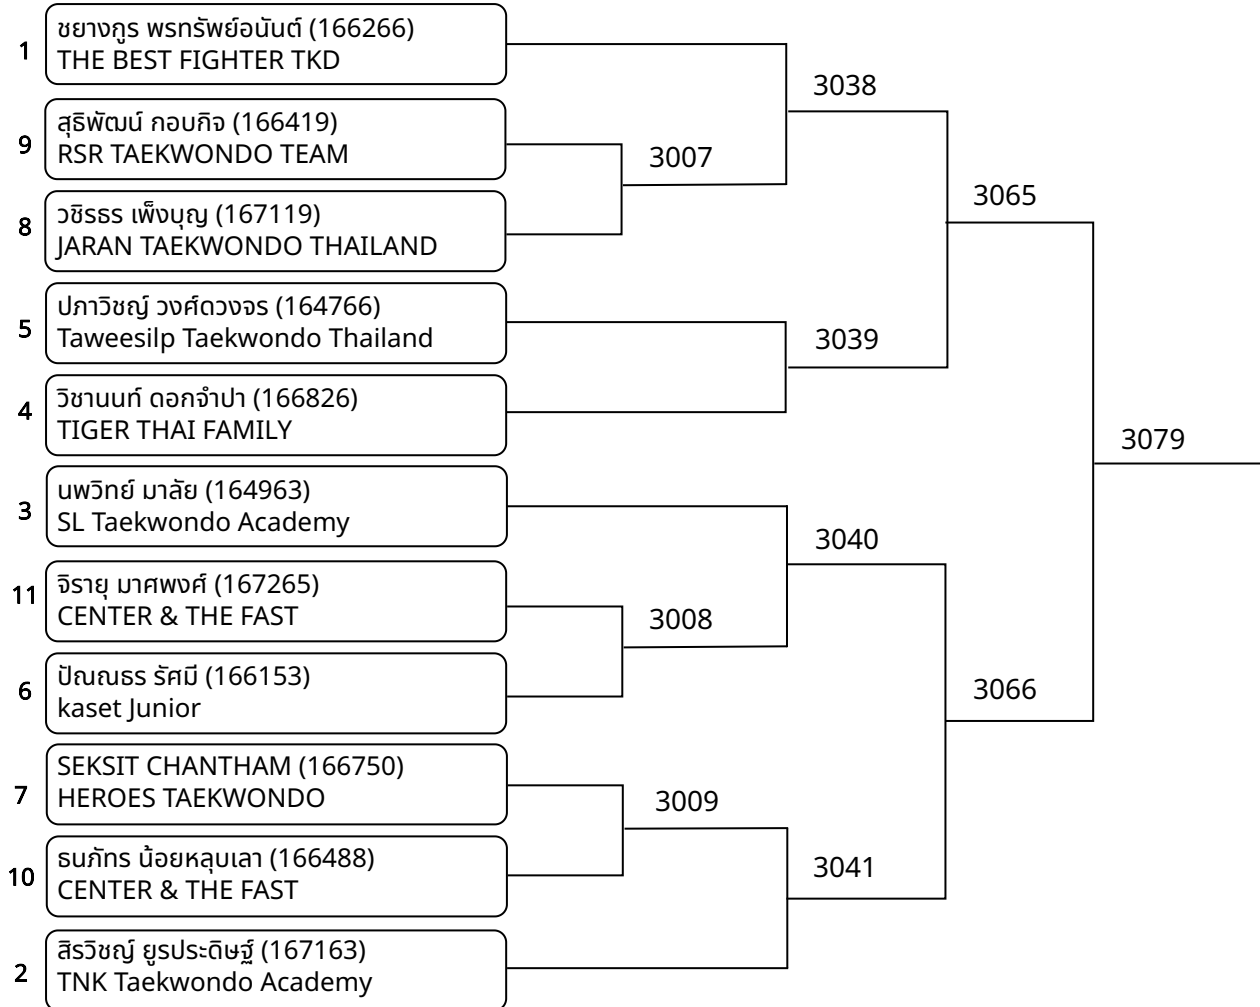 1
ชยางกูร พรทรัพย์อนันต์ (166266)
THE BEST FIGHTER TKD
9
สุธิพัฒน์ กอบกิจ (166419)
RSR TAEKWONDO TEAM
8
วชิรธร เพ็งบุญ (167119)
JARAN TAEKWONDO THAILAND
5
ปภาวิชญ์ วงศ์ดวงจร (164766)
Taweesilp Taekwondo Thailand
4
วิชานนท์ ดอกจำปา (166826)
TIGER THAI FAMILY
3
นพวิทย์ มาลัย (164963)
SL Taekwondo Academy
11
จิรายุ มาศพงศ์ (167265)
CENTER & THE FAST
6
ปัณณธร รัศมี (166153)
kaset Junior
7
SEKSIT CHANTHAM (166750)
HEROES TAEKWONDO
10
ธนภัทร น้อยหลุบเลา (166488)
CENTER & THE FAST
2
สิรวิชญ์ ยูรประดิษฐ์ (167163)
TNK Taekwondo Academy
3007
3008
3009
3038
3039
3040
3041
3065
3066
3079